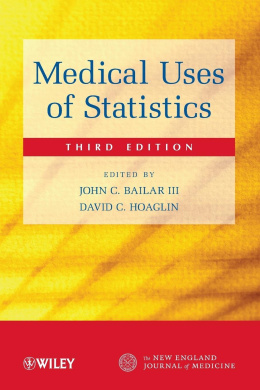 Medical Uses
of Statistics
THIRD EDITION
EDITED BY
JOHN C. BAILAR III
DAVID C. HOAGLIN
WILEY
The NEW ENGLAND
JOURNAL of MEDICINE